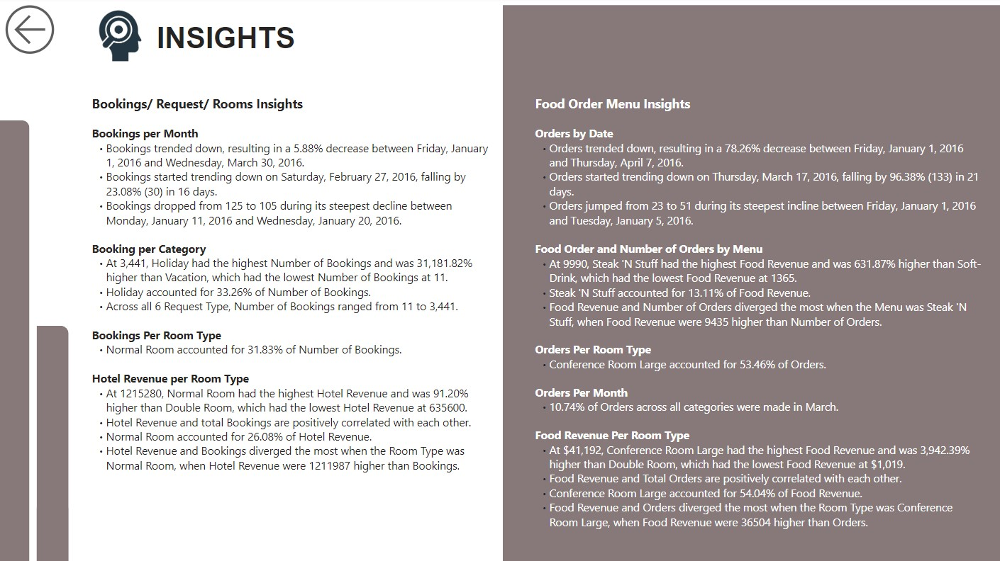 INSIGHTS
Bookings/ Request/ Rooms Insights
Bookings per Month
• Bookings trended down, resulting in a 5.88% decrease between Friday, January
1, 2016 and Wednesday, March 30, 2016.
• Bookings started trending down on Saturday, February 27, 2016, falling by
23.08% (30) in 16 days.
• Bookings dropped from 125 to 105 during its steepest decline between
Monday, January 11, 2016 and Wednesday, January 20, 2016.
Booking per Category
• At 3,441, Holiday had the highest Number of Bookings and was 31,181.82%
higher than Vacation, which had the lowest Number of Bookings at 11.
• Holiday accounted for 33.26% of Number of Bookings.
• Across all 6 Request Type, Number of Bookings ranged from 11 to 3,441.
Bookings Per Room Type
• Normal Room accounted for 31.83% of Number of Bookings.
Hotel Revenue per Room Type
• At 1215280, Normal Room had the highest Hotel Revenue and was 91.20%
higher than Double Room, which had the lowest Hotel Revenue at 635600.
• Hotel Revenue and total Bookings are positively correlated with each other.
• Normal Room accounted for 26.08% of Hotel Revenue.
• Hotel Revenue and Bookings diverged the most when the Room Type was
Normal Room, when Hotel Revenue were 1211987 higher than Bookings.
Food Order Menu Insights
Orders by Date
• Orders trended down, resulting in a 78.26% decrease between Friday, January 1, 2016
and Thursday, April 7, 2016.
• Orders started trending down on Thursday, March 17, 2016, falling by 96.38% (133) in 21
days.
• Orders jumped from 23 to 51 during its steepest incline between Friday, January 1, 2016
and Tuesday, January 5, 2016.
Food Order and Number of Orders by Menu
• At 9990, Steak 'N Stuff had the highest Food Revenue and was 631.87% higher than Soft-
Drink, which had the lowest Food Revenue at 1365.
• Steak 'N Stuff accounted for 13.11% of Food Revenue.
• Food Revenue and Number of Orders diverged the most when the Menu was Steak 'N
Stuff, when Food Revenue were 9435 higher than Number of Orders.
Orders Per Room Type
• Conference Room Large accounted for 53.46% of Orders.
Orders Per Month
• 10.74% of Orders across all categories were made in March.
Food Revenue Per Room Type
• At $41,192, Conference Room Large had the highest Food Revenue and was 3,942.39%
higher than Double Room, which had the lowest Food Revenue at $1,019.
• Food Revenue and Total Orders are positively correlated with each other.
• Conference Room Large accounted for 54.04% of Food Revenue.
• Food Revenue and Orders diverged the most when the Room Type was Conference
Room Large, when Food Revenue were 36504 higher than Orders.